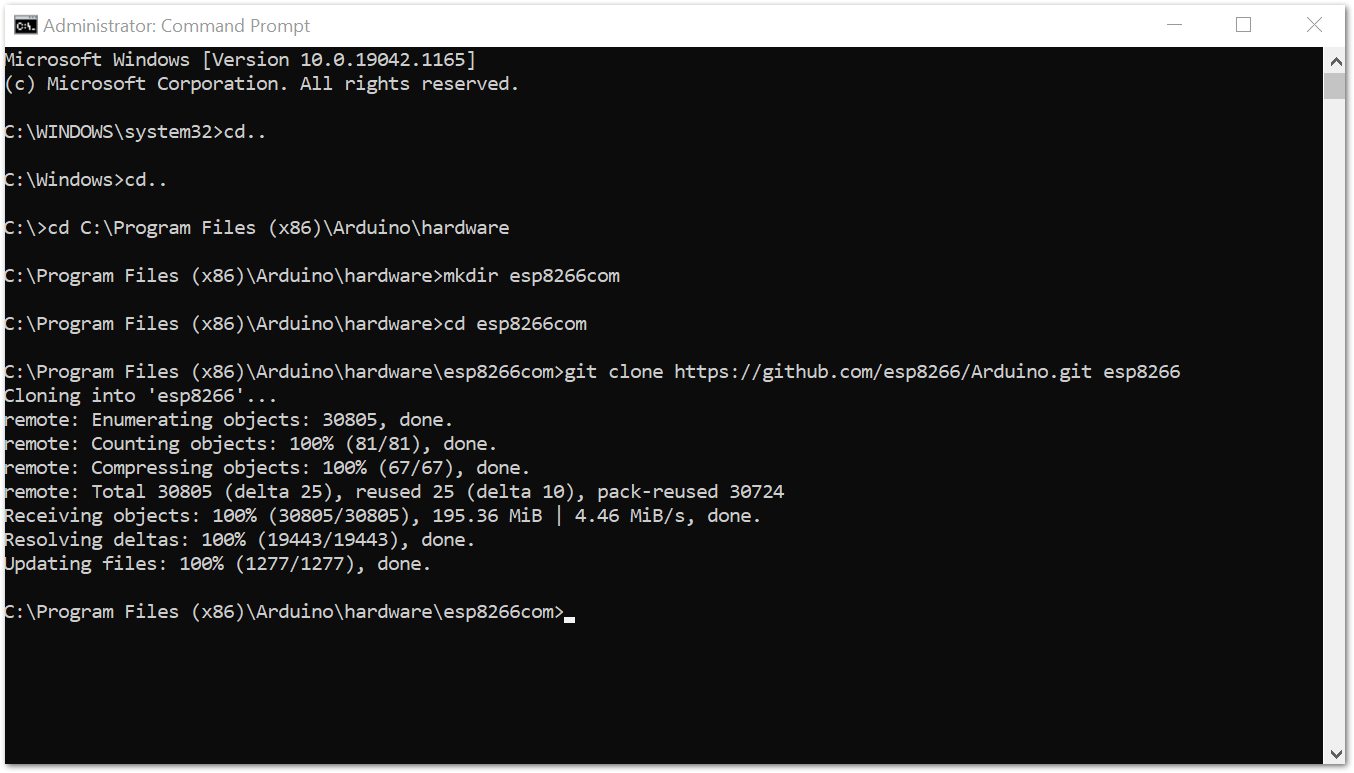 Administrator: Command Prompt
Microsoft Windows [Version 10.0.19042.1165]
(c) Microsoft Corporation. All rights reserved.
C:\WINDOWS\system32>cd..
C:\Windows>cd..
C:\>cd C:\Program Files (x86)\Arduino\hardware
C:\Program Files (x86)\Arduino\hardware>mkdir esp8266com
C:\Program Files (x86)\Arduino\hardware>cd esp8266com
C:\Program Files (x86)\Arduino\hardware\esp8266com>git clone https://github.com/esp8266/Arduino.git esp8266
Cloning into 'esp8266'...
remote: Enumerating objects: 30805, done.
remote: Counting objects: 100% (81/81), done.
remote: Compressing objects: 100% (67/67), done.
remote: Total 30805 (delta 25), reused 25 (delta 10), pack-reused 30724
Receiving objects: 100% (30805/30805), 195.36 MiB | 4.46 MiB/s, done.
Resolving deltas: 100% (19443/19443), done.
Updating files: 100% (1277/1277), done.
C:\Program Files (x86)\Arduino\hardware\esp8266com>